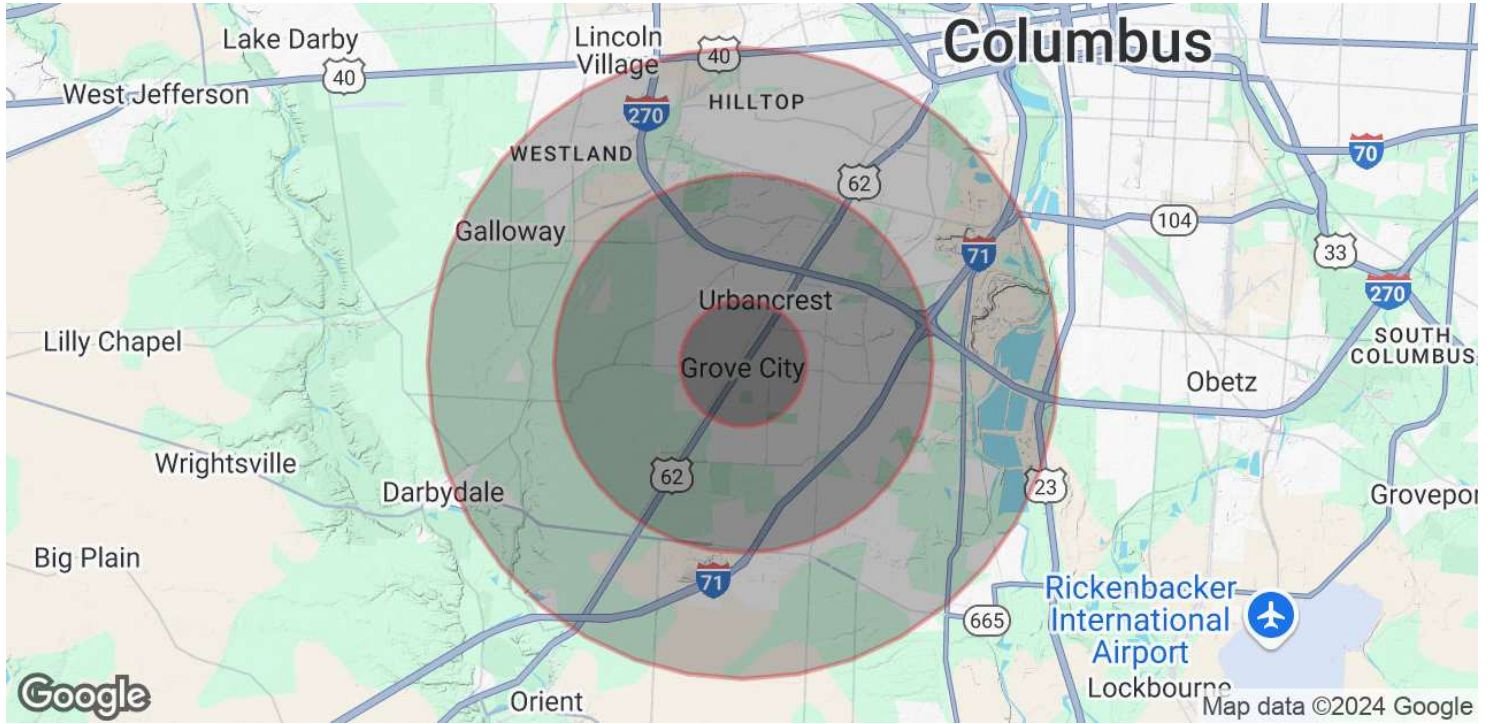 Columbus
Lake Darby
Lincoln
Village
40
40
West Jefferson
HILLTOP
270
WESTLAND
70
62
104
Galloway
71
33
270
Urbancrest
Lilly Chapel
SOUTH
COLUMBUS
Grove City
Obetz
Wrightsville
62
Darbydale
23
Grovepor
Big Plain
71
Rickenbacker
International
Airport
665
Lockbourne
Orient
Google
Map data ©2024 Google